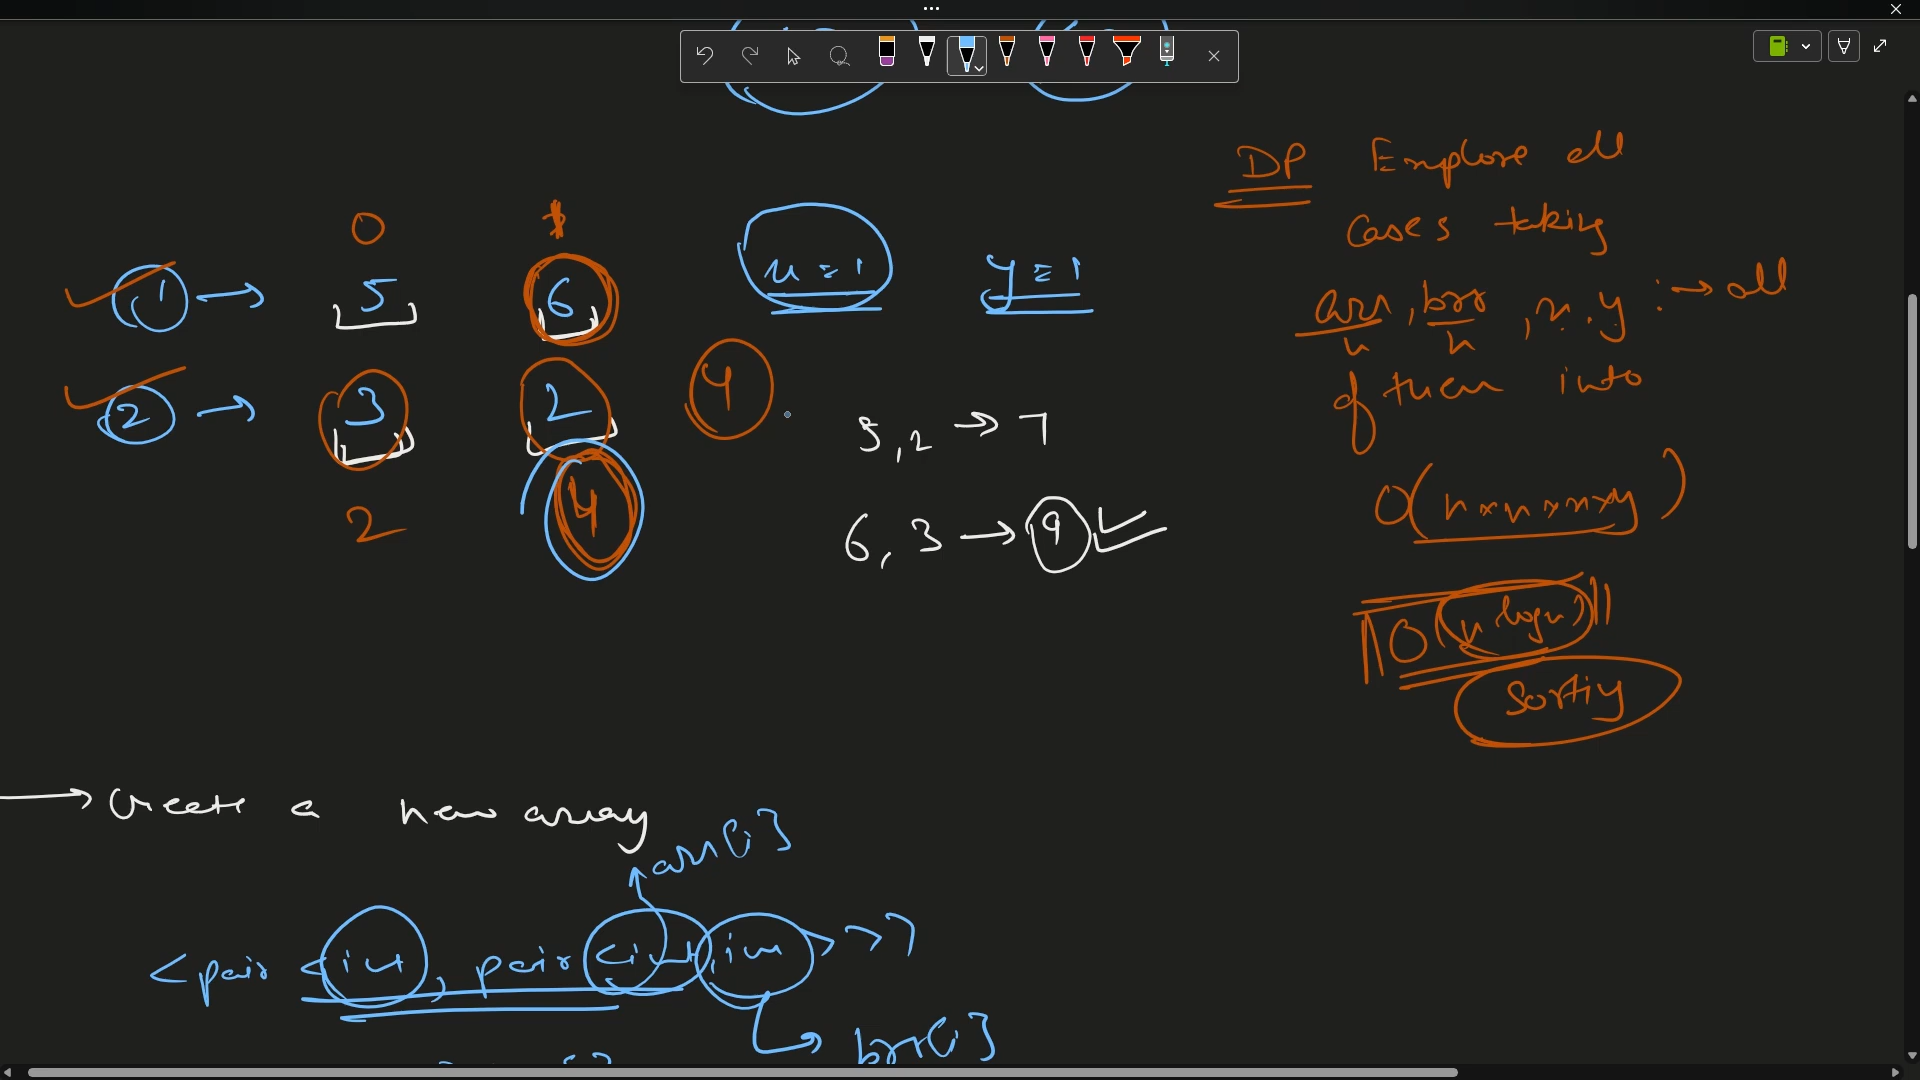 0
1 → 5 6
x = 1 y = 1
2 → 3 2 4
2 4
5, 2 → 7
6, 3 → 9
DP Explore all
cases taking
arr, brr, x, y : → all
n n
of them into
O(n×n×x×y)
O(n logn)
Sorting
→ Create a new array
arr[i]
<pair <int, pair <int, int>>>
brr[i]